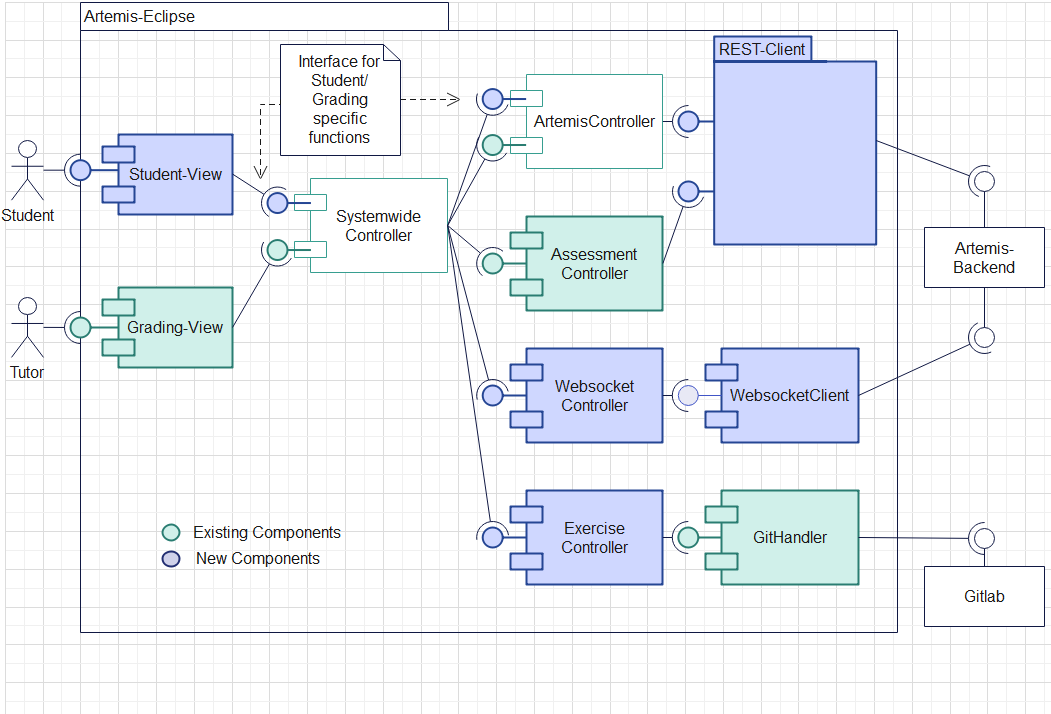 Artemis-Eclipse
REST-Client
Interface for
Student/
Grading
specific
functions
ArtemisController
Student-View
Student
Systemwide
Controller
Assessment
Controller
Artemis-
Backend
Grading-View
Tutor
Websocket
Controller
WebsocketClient
Existing Components
New Components
Exercise
Controller
GitHandler
Gitlab